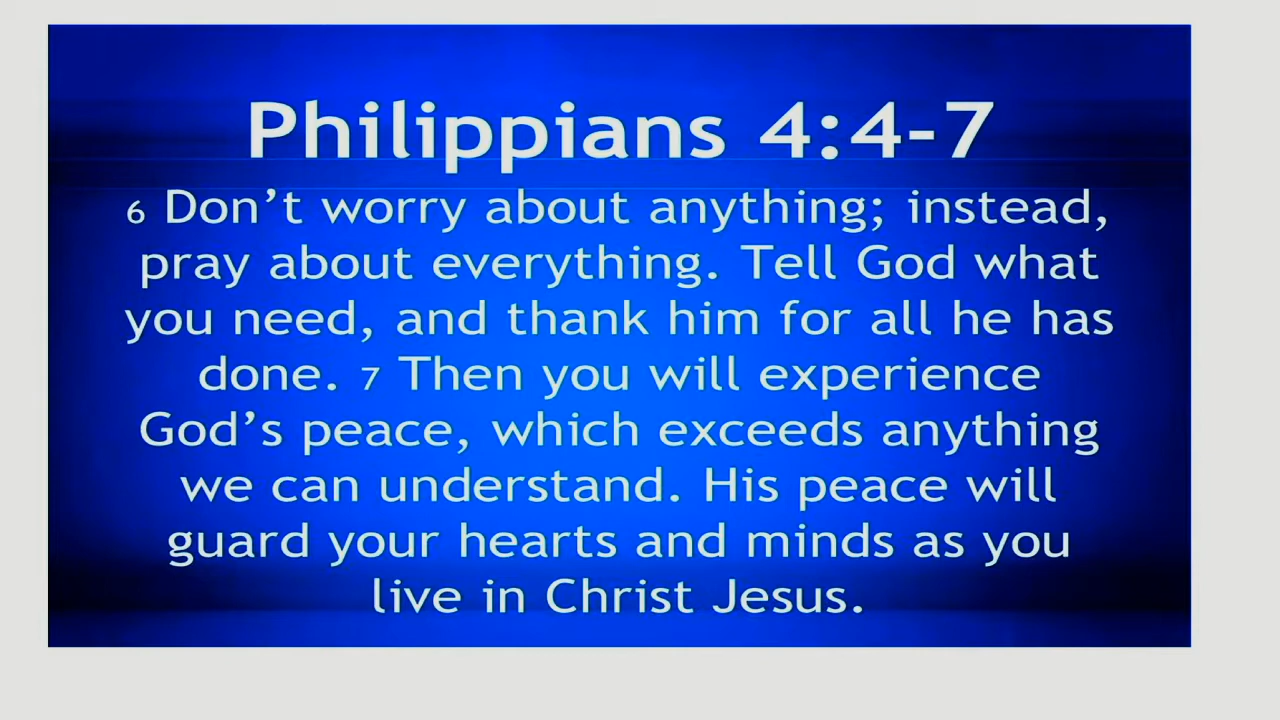 Philippians 4:4-7
6 Don’t worry about anything; instead,
pray about everything. Tell God what
you need, and thank him for all he has
done. 7 Then you will experience
God’s peace, which exceeds anything
we can understand. His peace will
guard your hearts and minds as you
live in Christ Jesus.